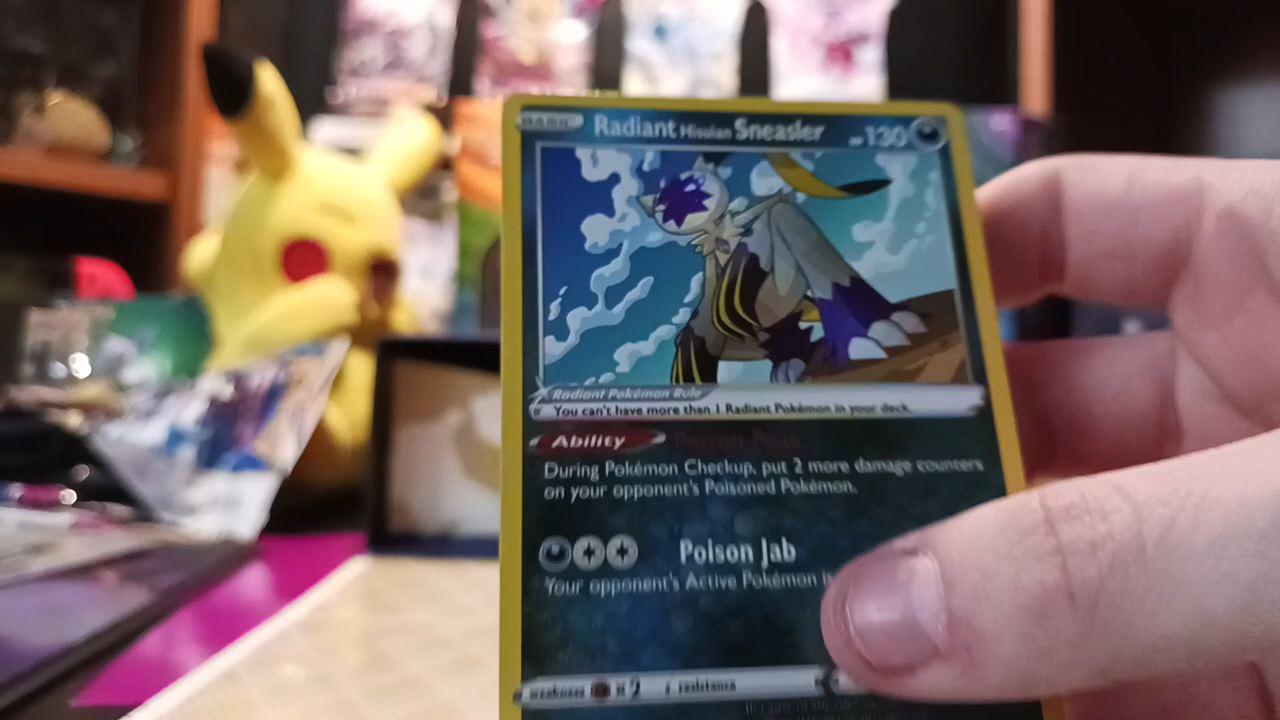 BASIC Radiant Hisuian Sneasler HP 130
Radiant Pokémon Rule
You can't have more than 1 Radiant Pokémon in your deck.
Ability Poison Peak
During Pokémon Checkup, put 2 more damage counters
on your opponent's Poisoned Pokémon.
Poison Jab
Your opponent's Active Pokémon is
weakness ×2 resistance